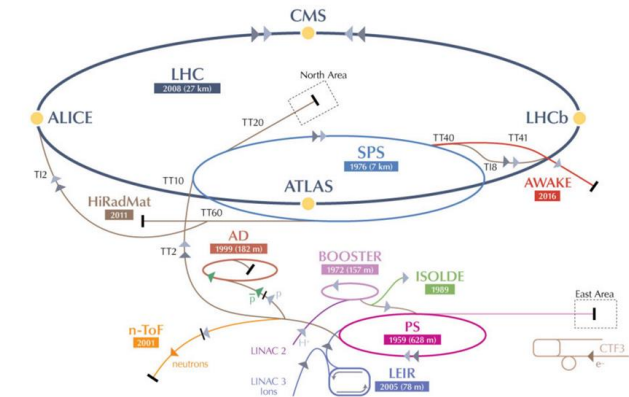 CMS
LHC
2008 (27 km)
North Area
ALICE
TT20
LHCb
TT40
TT41
SPS
1976 (7 km)
TI8
TI2
TT10
ATLAS
AWAKE
2016
HiRadMat
2011
TT60
AD
1999 (182 m)
TT2
BOOSTER
1972 (157 m)
ISOLDE
1989
p
p
East Area
n-ToF
2001
PS
1959 (628 m)
H-
LINAC 2
neutrons
CTF3
LINAC 3
Ions
LEIR
2005 (78 m)